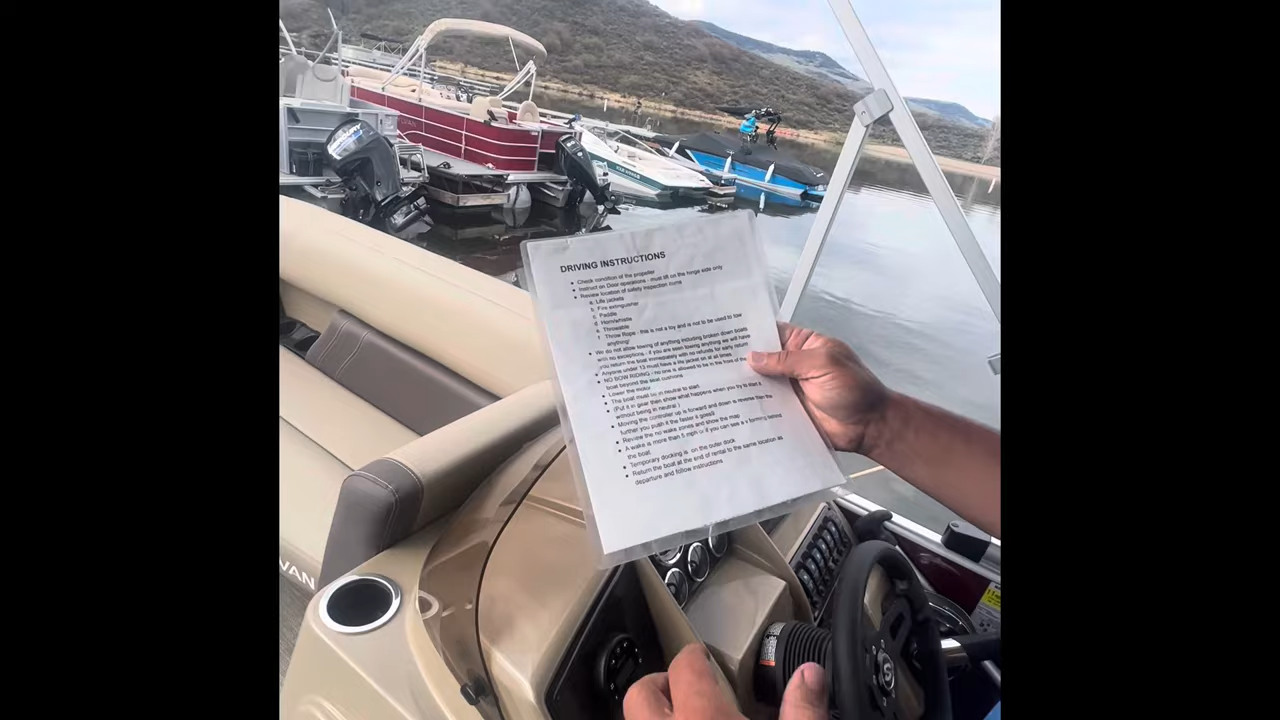 DRIVING INSTRUCTIONS
• Check condition of the propeller
• Instruct on Door operations - must lift on the hinge side only
• Review location of safety inspection items
a. Life jackets
b. Fire extinguisher
c. Paddle
d. Horn/whistle
e. Throwable
f. Throw Rope - this is not a toy and is not to be used to tow
anything!
• We do not allow towing of anything including broken down boats
with no exceptions - if you are seen towing anything we will have
you return the boat immediately with no refunds for early return
• Anyone under 13 must have a life jacket on at all times
• NO BOW RIDING - no one is allowed to be in the front of the
boat beyond the seat cushions
• Lower the motor
• The boat must be in neutral to start
• (Put it in gear then show what happens when you try to start it
without being in neutral )
• Moving the controller up is forward and down is reverse then the
further you push it the faster it goes!!
• Review the no wake zones and show the map
• A wake is more than 5 mph or if you can see a v forming behind
the boat.
• Temporary docking is on the outer dock
• Return the boat at the end of rental to the same location as
departure and follow instructions
VAN